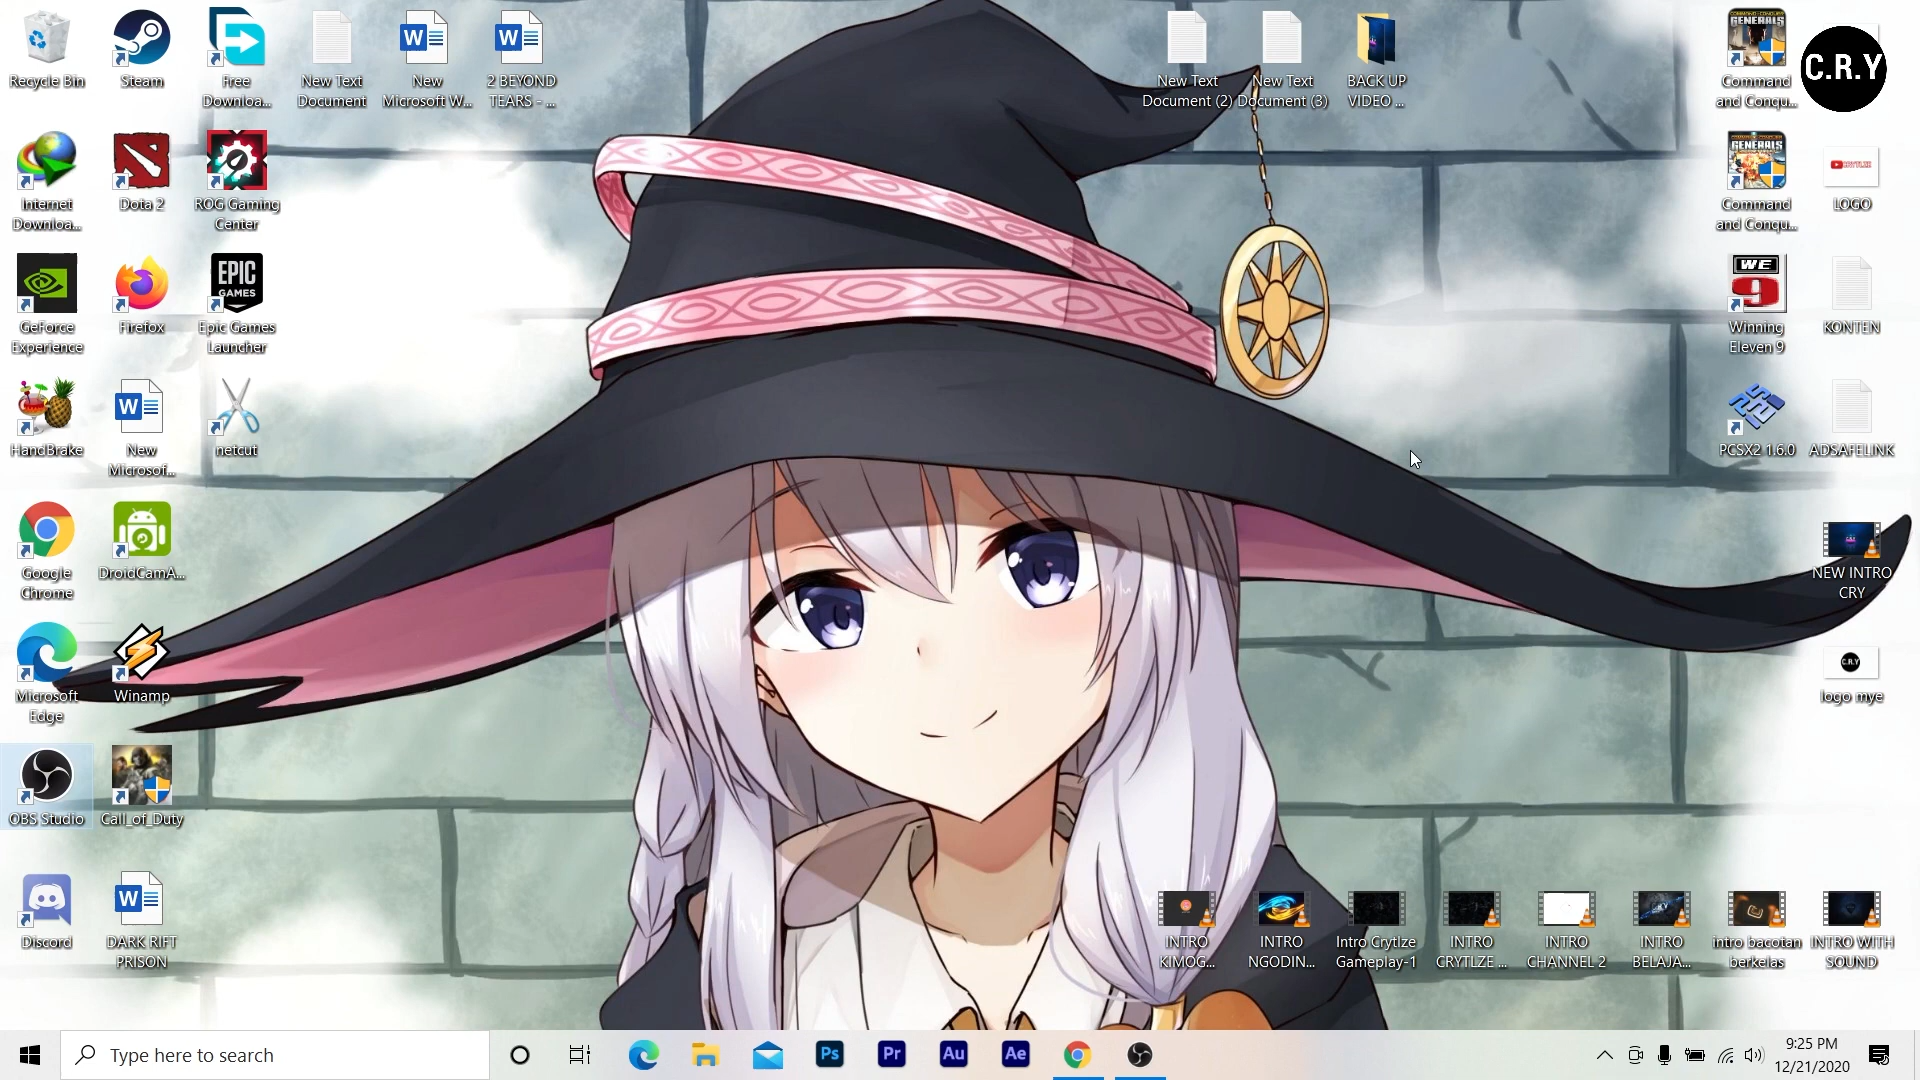 Recycle Bin
Steam
Free
Downloa...
New Text
Document
New
Microsoft W...
2 BEYOND
TEARS - ...
New Text
Document (2)
New Text
Document (3)
BACK UP
VIDEO ...
GENERALS
Command
and Conqu...
C.R.Y
Internet
Downloa...
Dota 2
ROG Gaming
Center
GENERALS
Command
and Conqu...
LOGO
GeForce
Experience
Firefox
EPIC
GAMES
Epic Games
Launcher
WE
9
Winning
Eleven 9
KONTEN
HandBrake
W
New
Microsof...
netcut
PCSX2 1.6.0
ADSAFELINK
Google
Chrome
DroidCamA...
NEW INTRO
CRY
Microsoft
Edge
Winamp
C.R.Y
logo mye
OBS Studio
Call_of_Duty
Discord
W
DARK RIFT
PRISON
INTRO
KIMOG...
INTRO
NGODIN...
Intro Crytlze
Gameplay-1
INTRO
CRYTLZE ...
INTRO
CHANNEL 2
INTRO
BELAJA...
intro bacotan
berkelas
INTRO WITH
SOUND
Type here to search
Ps
Pr
Au
Ae
9:25 PM
12/21/2020